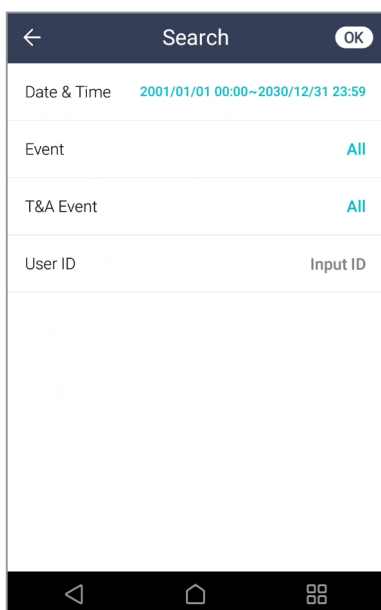 Search OK
Date & Time 2001/01/01 00:00~2030/12/31 23:59
Event All
T&A Event All
User ID Input ID